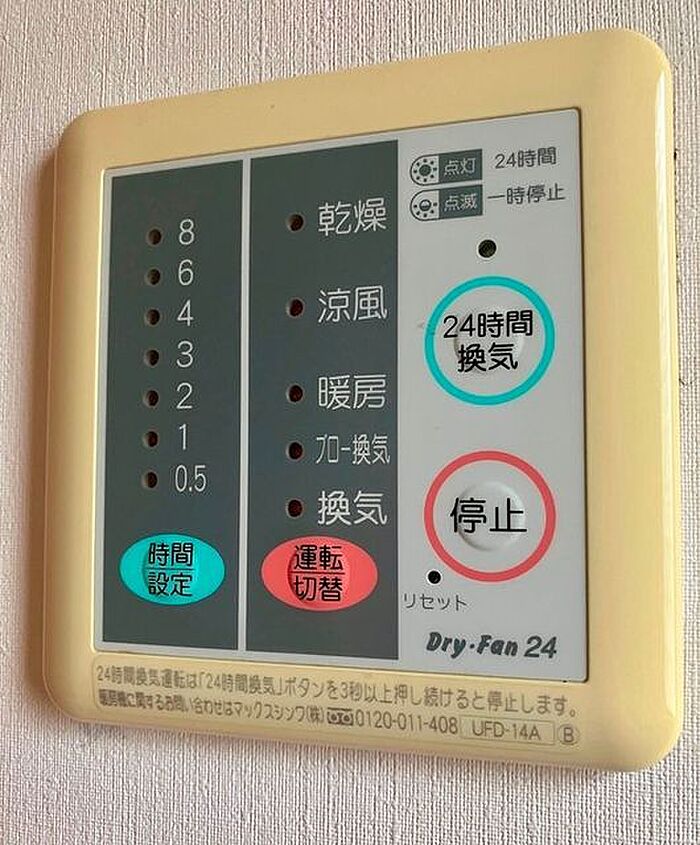 8
6
4
3
2
1
0.5
時間
設定
乾燥
涼風
暖房
ブロー換気
換気
運転
切替
点灯 24時間
点滅 一時停止
24時間
換気
停止
リセット
Dry・Fan 24
24時間換気運転は「24時間換気」ボタンを3秒以上押し続けると停止します。
暖房機に関するお問い合わせはマックスシンワ(株) 0120-011-408 UFD-14A B